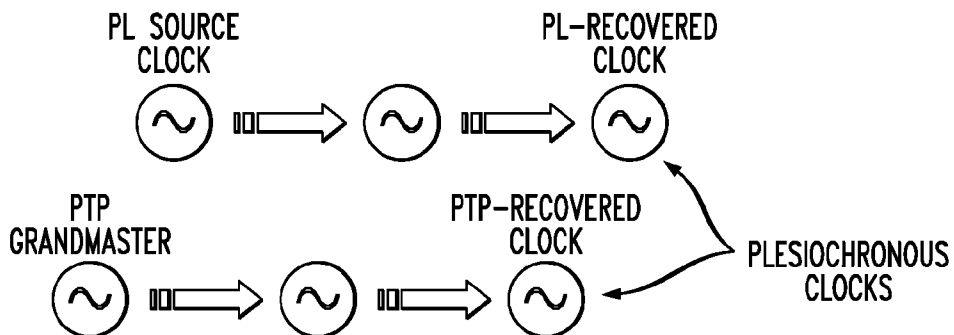 PL SOURCE
CLOCK
PL-RECOVERED
CLOCK
PTP
GRANDMASTER
PTP-RECOVERED
CLOCK
PLESIOCHRONOUS
CLOCKS